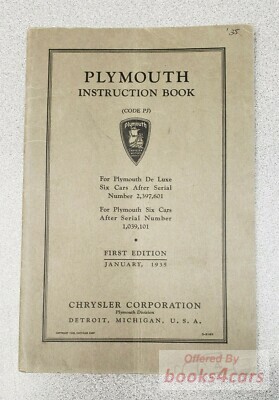 '35
PLYMOUTH
INSTRUCTION BOOK
(CODE PJ)
Plymouth
For Plymouth De Luxe
Six Cars After Serial
Number 2,397,601
For Plymouth Six Cars
After Serial Number
1,039,101
FIRST EDITION
JANUARY, 1935
CHRYSLER CORPORATION
Plymouth Division
DETROIT, MICHIGAN, U. S. A.
Offered By
books4cars